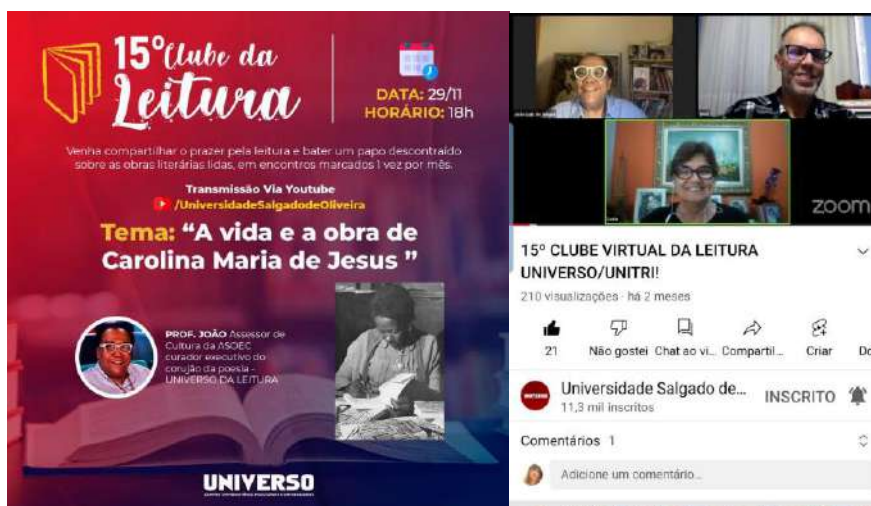 15º Clube da
Leitura
DATA: 29/11
HORÁRIO: 18h
Venha compartilhar o prazer pela leitura e bater um papo descontraído
sobre as obras literárias lidas, em encontros marcados 1 vez por mês.
Transmissão Via Youtube
/UniversidadeSalgadodeOliveira
Tema: “A vida e a obra de
Carolina Maria de Jesus ”
PROF. JOÃO Assessor de
Cultura da ASOEC
curador executivo do
corujão da poesia -
UNIVERSO DA LEITURA
UNIVERSO
zoom
15º CLUBE VIRTUAL DA LEITURA
UNIVERSO/UNITRI!
210 visualizações · há 2 meses
21
Não gostei
Chat ao vi...
Compartil...
Criar
Do
Universidade Salgado de...
11,3 mil inscritos
INSCRITO
Comentários 1
Adicione um comentário...